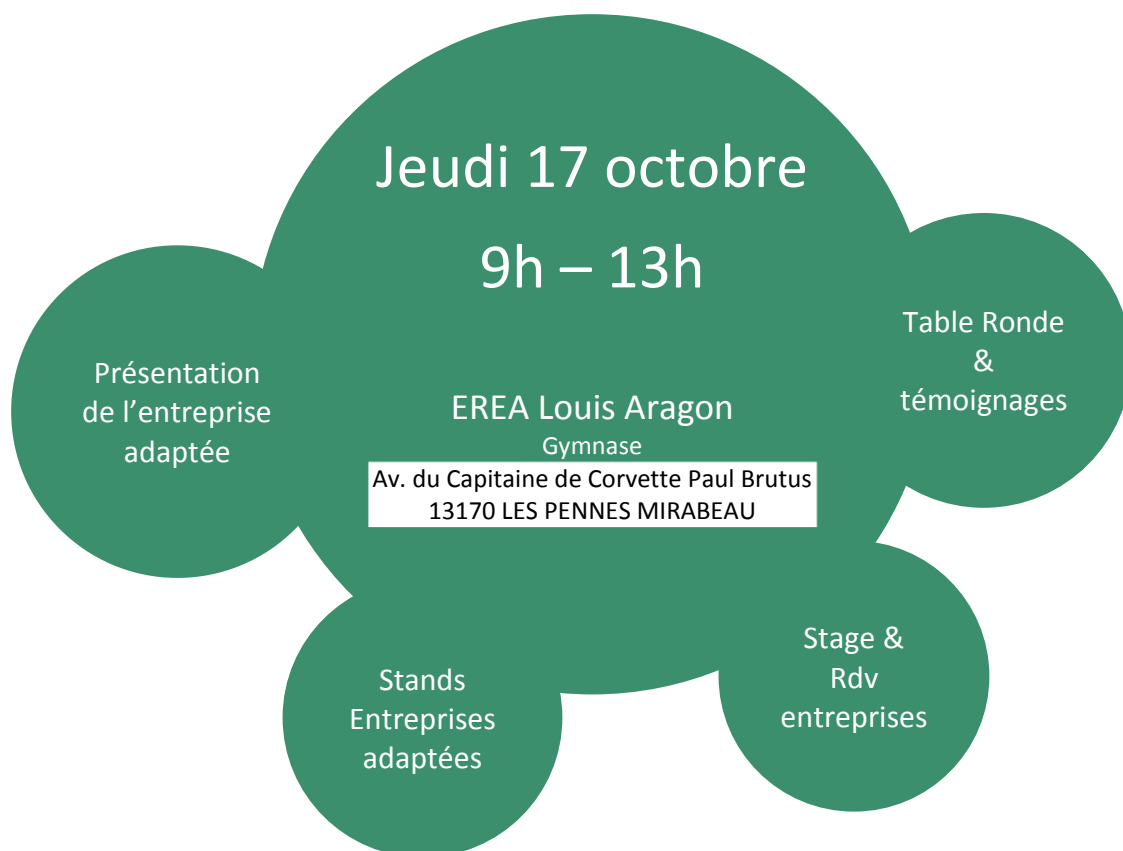 Jeudi 17 octobre
9h – 13h
EREA Louis Aragon
Gymnase
Av. du Capitaine de Corvette Paul Brutus
13170 LES PENNES MIRABEAU
Présentation
de l’entreprise
adaptée
Table Ronde
&
témoignages
Stands
Entreprises
adaptées
Stage &
Rdv
entreprises